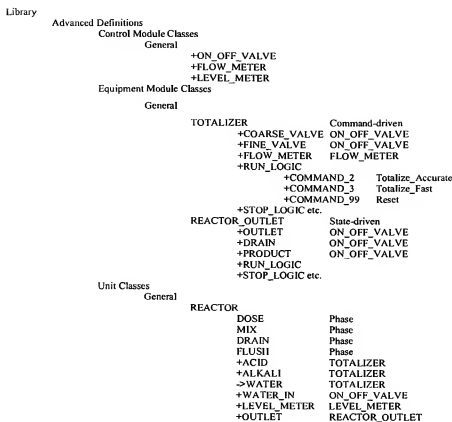 Library
Advanced Definitions
Control Module Classes
General
+ON_OFF_VALVE
+FLOW_METER
+LEVEL_METER
Equipment Module Classes
General
TOTALIZER Command-driven
+COARSE_VALVE ON_OFF_VALVE
+FINE_VALVE ON_OFF_VALVE
+FLOW_METER FLOW_METER
+RUN_LOGIC
+COMMAND_2 Totalize_Accurate
+COMMAND_3 Totalize_Fast
+COMMAND_99 Reset
+STOP_LOGIC etc.
REACTOR_OUTLET State-driven
+OUTLET ON_OFF_VALVE
+DRAIN ON_OFF_VALVE
+PRODUCT ON_OFF_VALVE
+RUN_LOGIC
+STOP_LOGIC etc.
Unit Classes
General
REACTOR
DOSE Phase
MIX Phase
DRAIN Phase
FLUSH Phase
+ACID TOTALIZER
+ALKALI TOTALIZER
->WATER TOTALIZER
+WATER_IN ON_OFF_VALVE
+LEVEL_METER LEVEL_METER
+OUTLET REACTOR_OUTLET